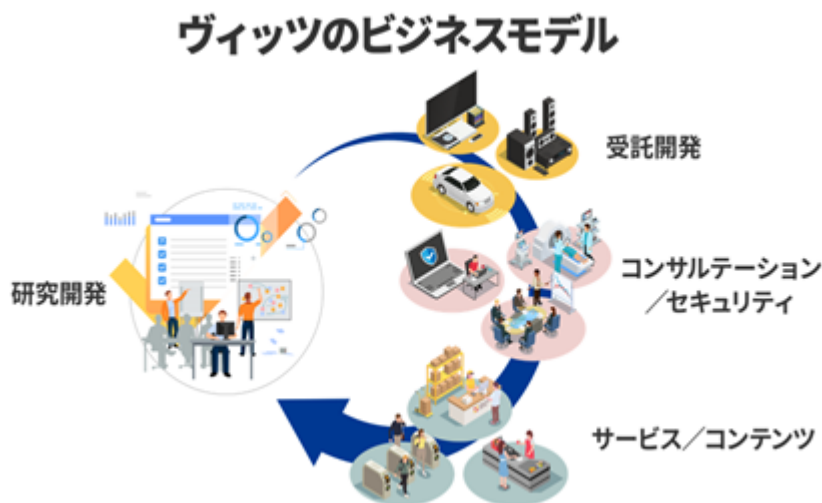 ヴィッツのビジネスモデル
受託開発
研究開発
コンサルテーション
／セキュリティ
サービス／コンテンツ